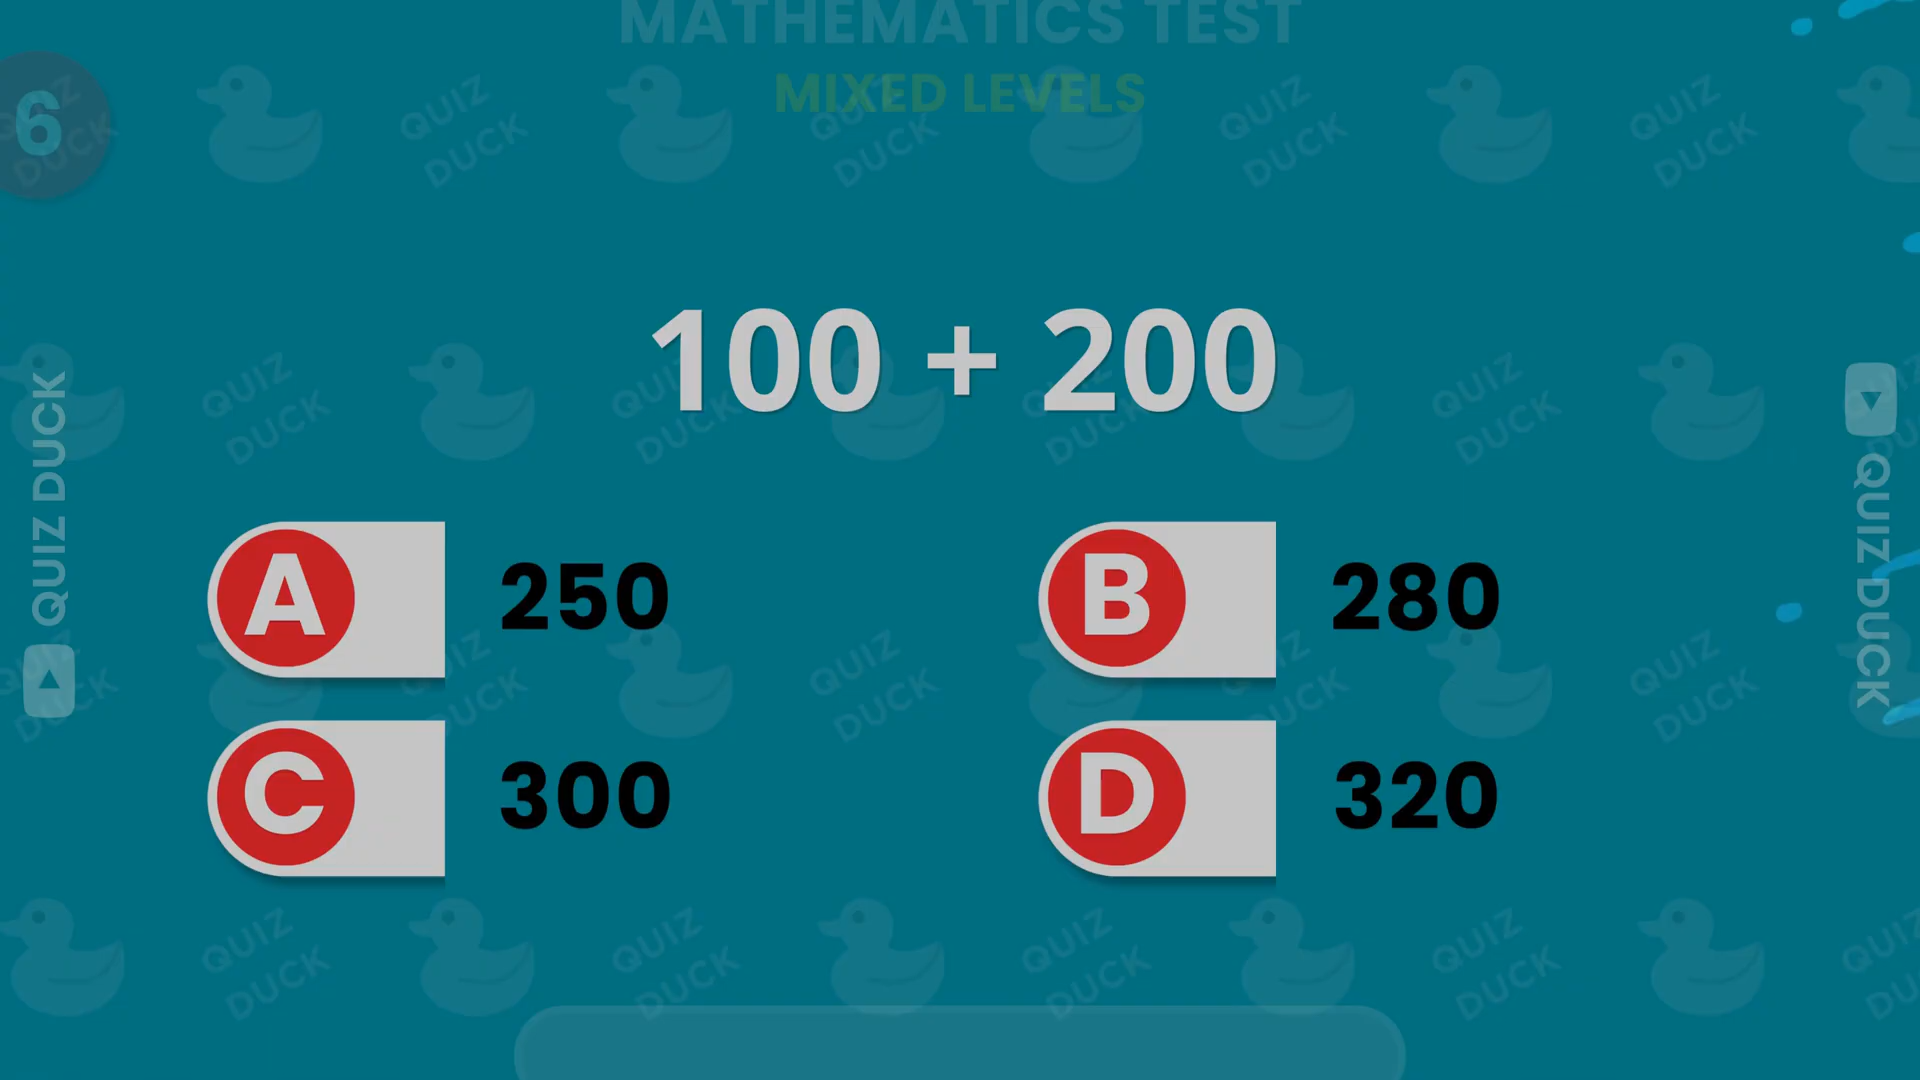 MATHEMATICS TEST
MIXED LEVELS
6
100 + 200
A 250
B 280
C 300
D 320
QUIZ DUCK
QUIZ DUCK